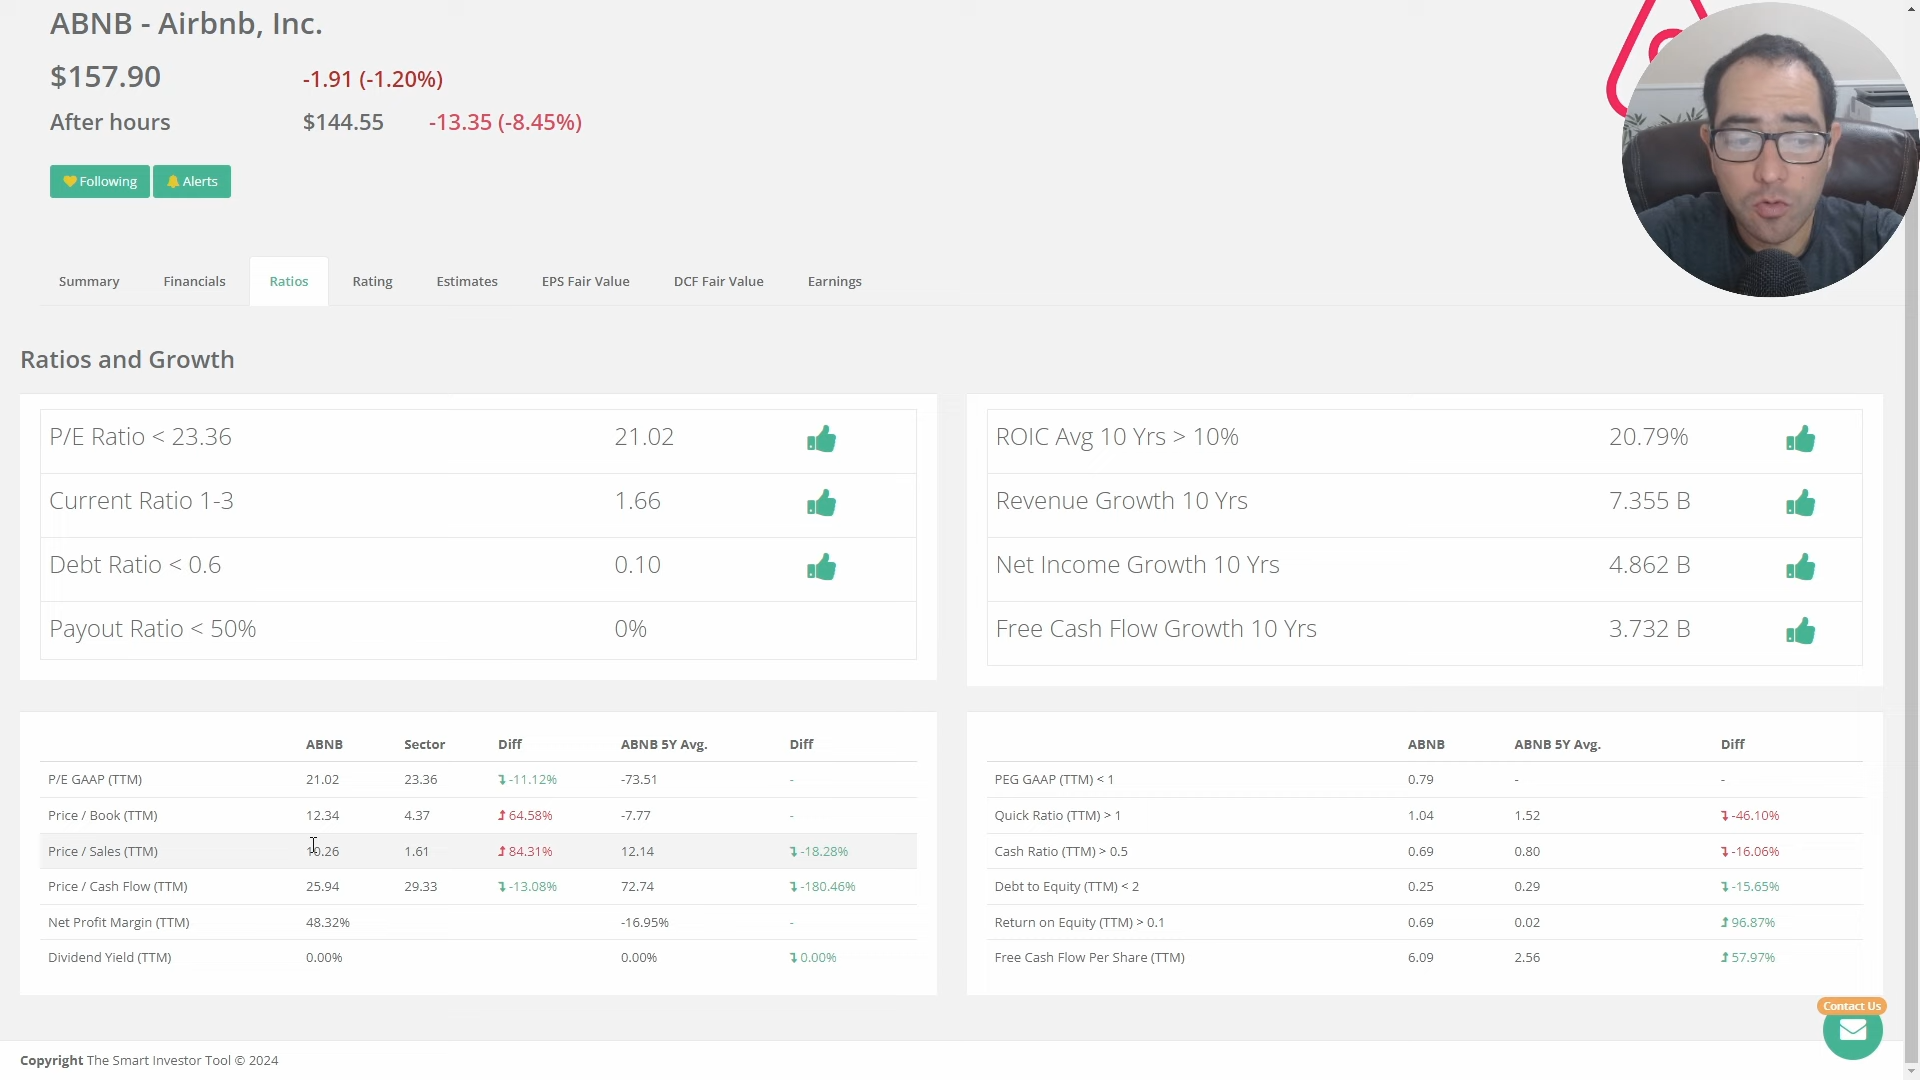 ABNB - Airbnb, Inc.
$157.90 -1.91 (-1.20%)
After hours $144.55 -13.35 (-8.45%)
Following Alerts
Summary Financials Ratios Rating Estimates EPS Fair Value DCF Fair Value Earnings
Ratios and Growth
P/E Ratio < 23.36 21.02
Current Ratio 1-3 1.66
Debt Ratio < 0.6 0.10
Payout Ratio < 50% 0%
ROIC Avg 10 Yrs > 10% 20.79%
Revenue Growth 10 Yrs 7.355 B
Net Income Growth 10 Yrs 4.862 B
Free Cash Flow Growth 10 Yrs 3.732 B
ABNB Sector Diff ABNB 5Y Avg. Diff
P/E GAAP (TTM) 21.02 23.36 -11.12% -73.51 -
Price / Book (TTM) 12.34 4.37 64.58% -7.77 -
Price / Sales (TTM) 10.26 1.61 84.31% 12.14 -18.28%
Price / Cash Flow (TTM) 25.94 29.33 -13.08% 72.74 -180.46%
Net Profit Margin (TTM) 48.32% -16.95% -
Dividend Yield (TTM) 0.00% 0.00% 0.00%
ABNB ABNB 5Y Avg. Diff
PEG GAAP (TTM) < 1 0.79 - -
Quick Ratio (TTM) > 1 1.04 1.52 -46.10%
Cash Ratio (TTM) > 0.5 0.69 0.80 -16.06%
Debt to Equity (TTM) < 2 0.25 0.29 -15.65%
Return on Equity (TTM) > 0.1 0.69 0.02 96.87%
Free Cash Flow Per Share (TTM) 6.09 2.56 57.97%
Contact Us
Copyright The Smart Investor Tool © 2024